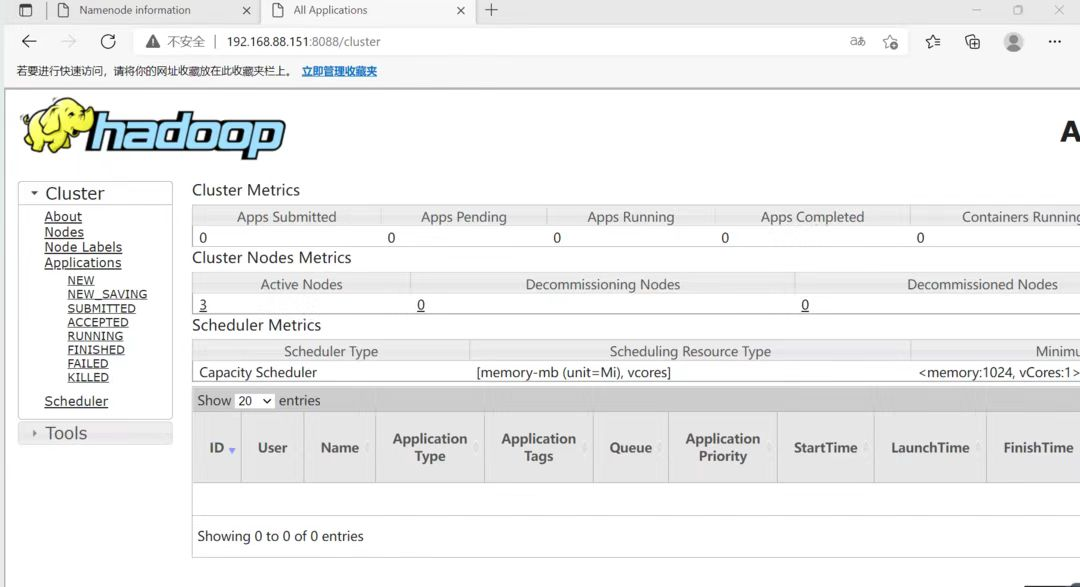 Namenode information
All Applications
不安全
192.168.88.151:8088/cluster
aあ
若要进行快速访问，请将你的网址收藏放在此收藏夹栏上。 立即管理收藏夹
hadoop
A
Cluster
About
Nodes
Node Labels
Applications
NEW
NEW_SAVING
SUBMITTED
ACCEPTED
RUNNING
FINISHED
FAILED
KILLED
Scheduler
Tools
Cluster Metrics
Apps Submitted Apps Pending Apps Running Apps Completed Containers Running
0 0 0 0 0
Cluster Nodes Metrics
Active Nodes Decommissioning Nodes Decommissioned Nodes
3 0 0
Scheduler Metrics
Scheduler Type Scheduling Resource Type Minimu
Capacity Scheduler [memory-mb (unit=Mi), vcores] <memory:1024, vCores:1>
Show 20 entries
ID User Name Application Type Application Tags Queue Application Priority StartTime LaunchTime FinishTime
Showing 0 to 0 of 0 entries